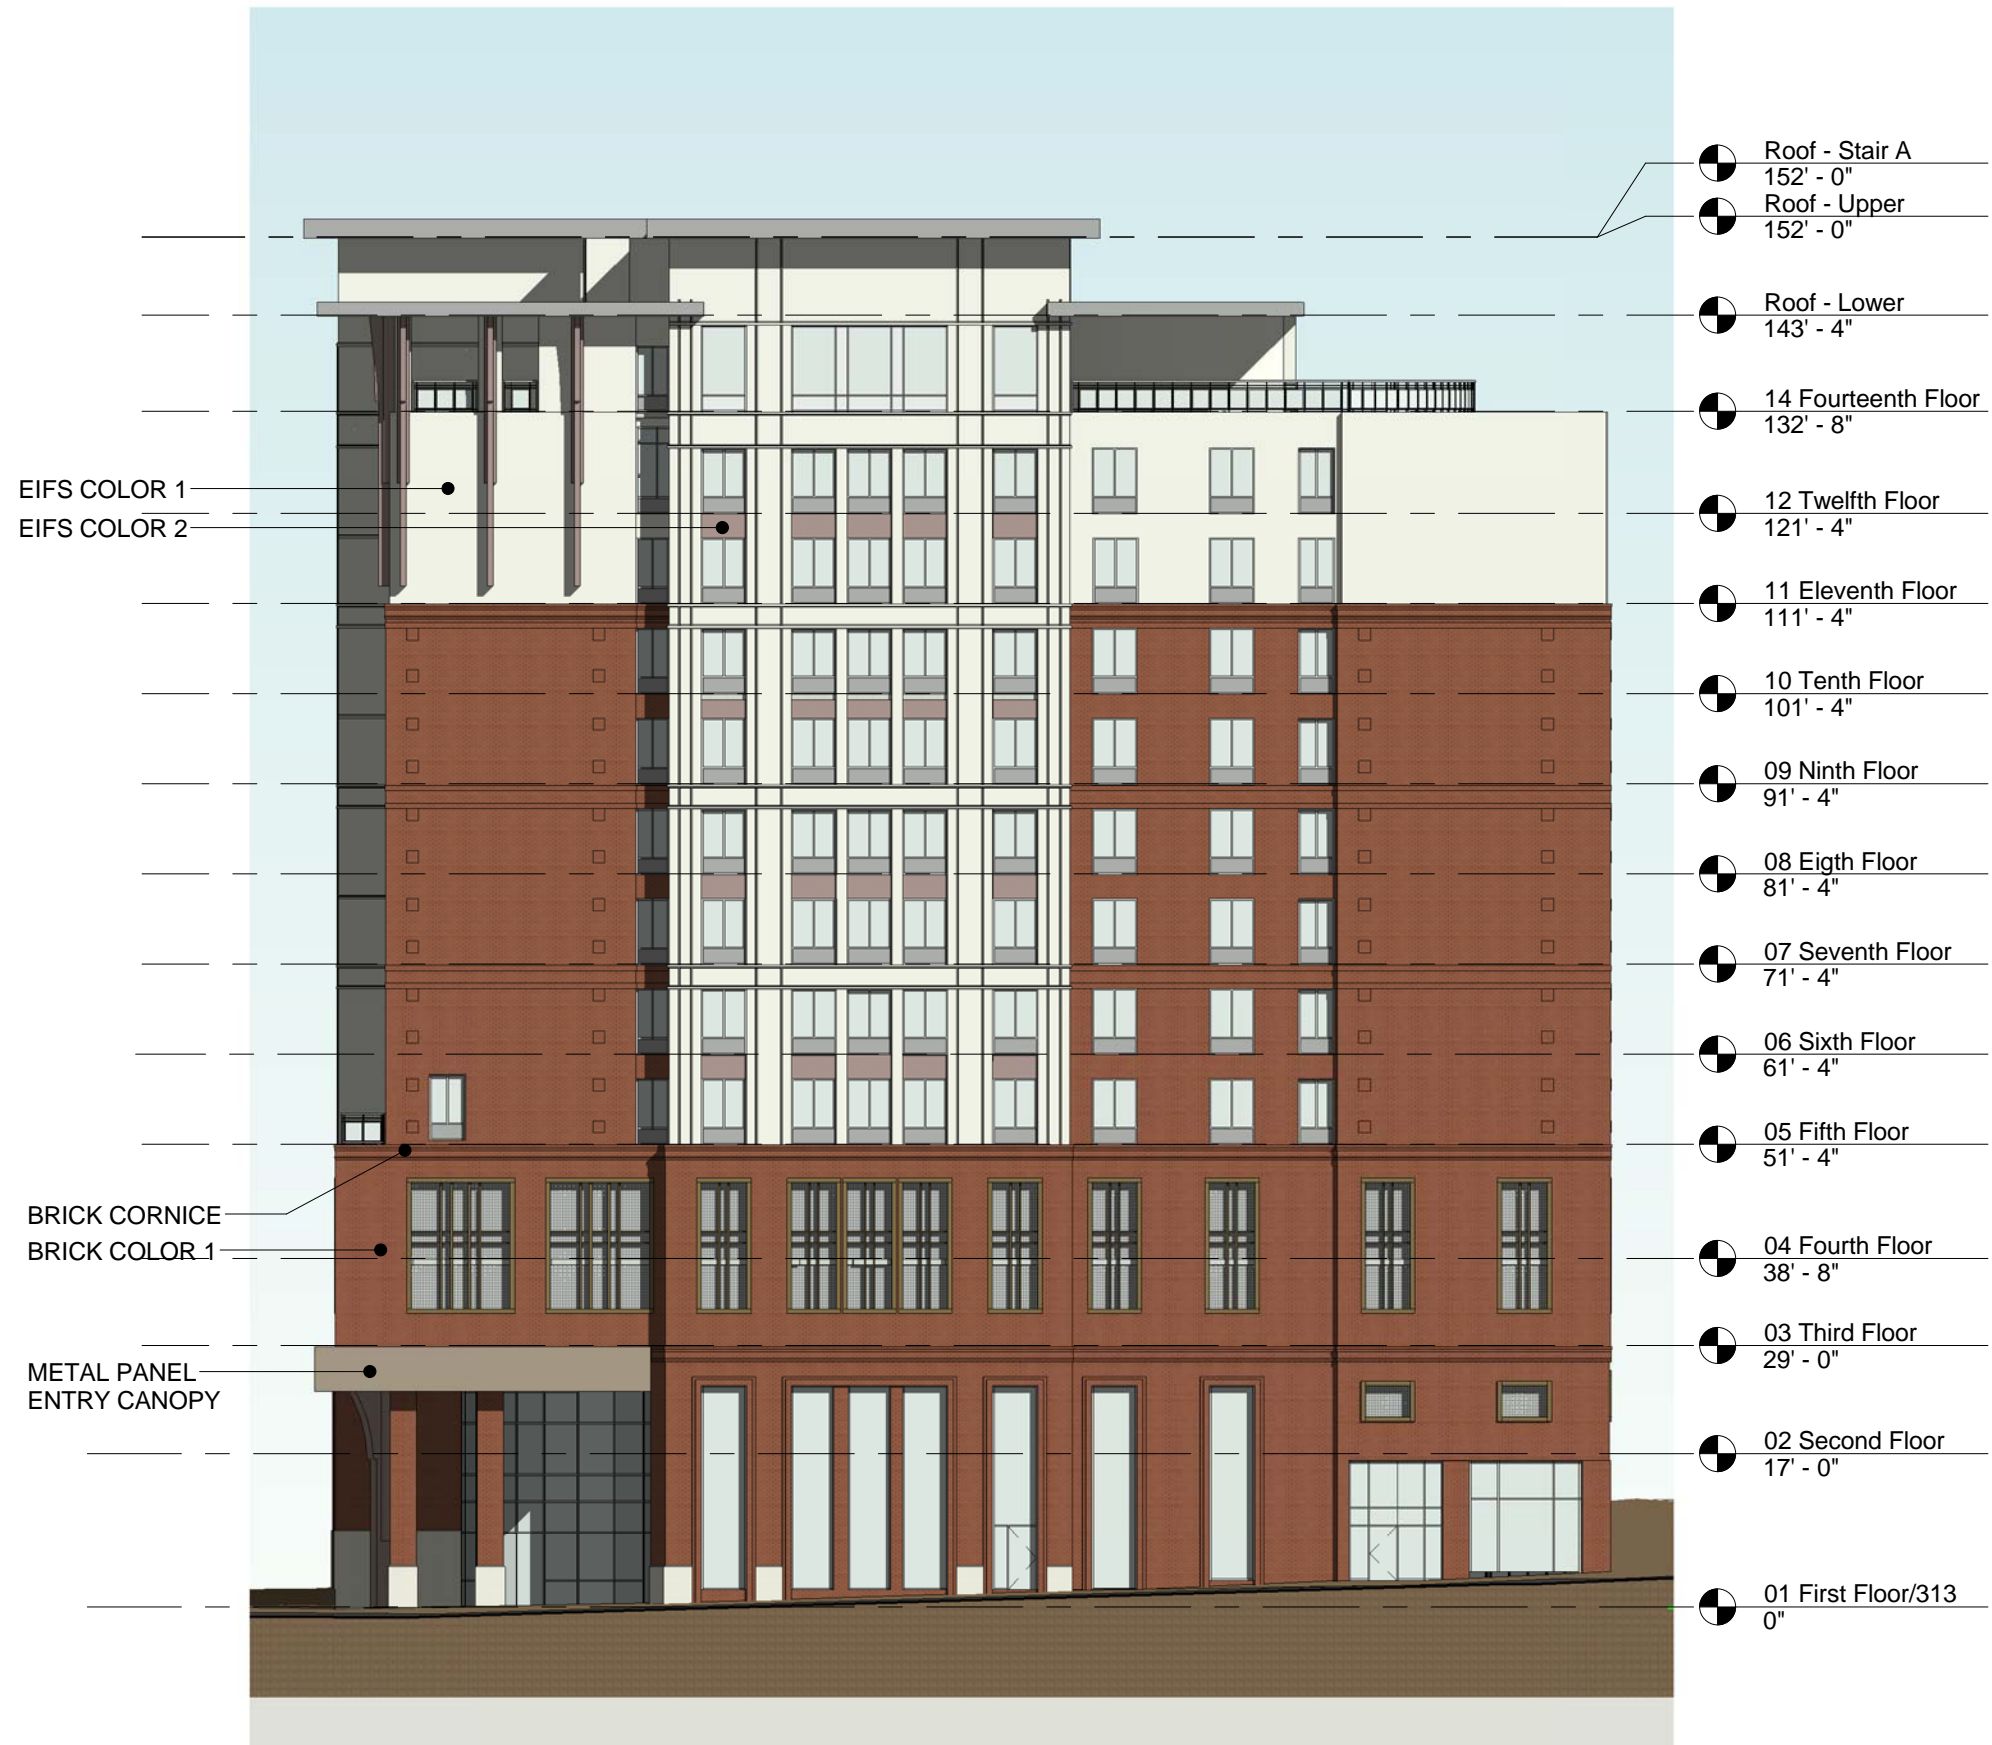 Roof - Stair A
152' - 0"
Roof - Upper
152' - 0"
Roof - Lower
143' - 4"
14 Fourteenth Floor
132' - 8"
EIFS COLOR 1
12 Twelfth Floor
121' - 4"
EIFS COLOR 2
11 Eleventh Floor
111' - 4"
10 Tenth Floor
101' - 4"
09 Ninth Floor
91' - 4"
08 Eigth Floor
81' - 4"
07 Seventh Floor
71' - 4"
06 Sixth Floor
61' - 4"
05 Fifth Floor
51' - 4"
BRICK CORNICE
BRICK COLOR 1
04 Fourth Floor
38' - 8"
03 Third Floor
29' - 0"
METAL PANEL
ENTRY CANOPY
02 Second Floor
17' - 0"
01 First Floor/313
0"